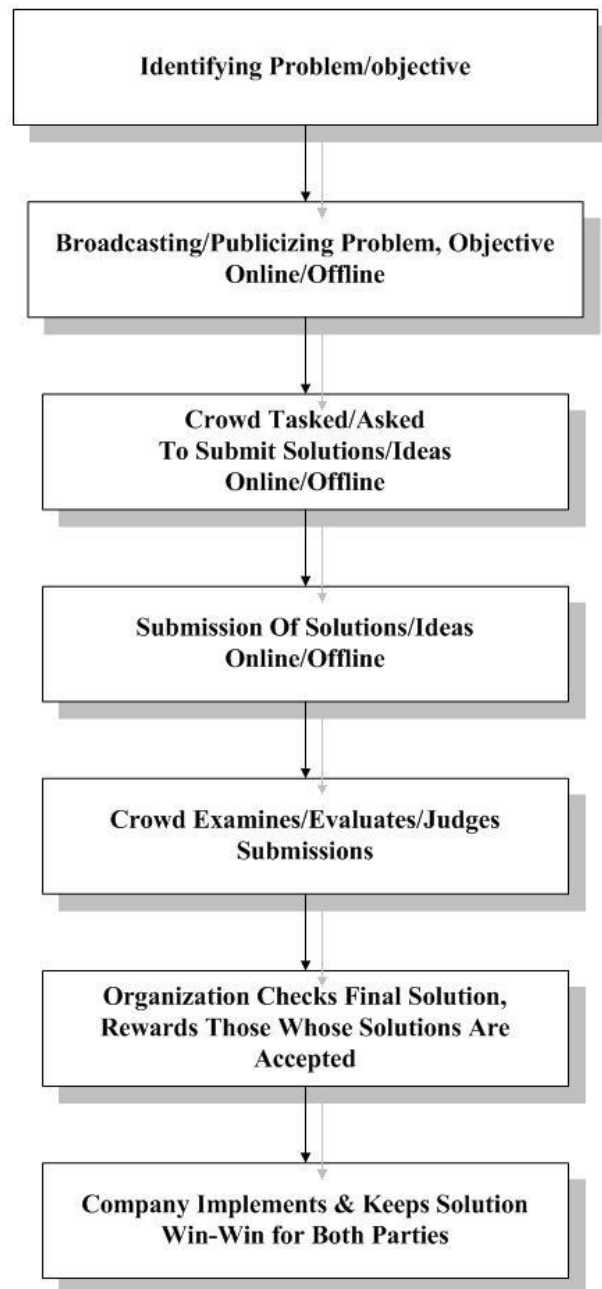 Identifying Problem/objective
Broadcasting/Publicizing Problem, Objective
Online/Offline
Crowd Tasked/Asked
To Submit Solutions/Ideas
Online/Offline
Submission Of Solutions/Ideas
Online/Offline
Crowd Examines/Evaluates/Judges
Submissions
Organization Checks Final Solution,
Rewards Those Whose Solutions Are
Accepted
Company Implements & Keeps Solution
Win-Win for Both Parties